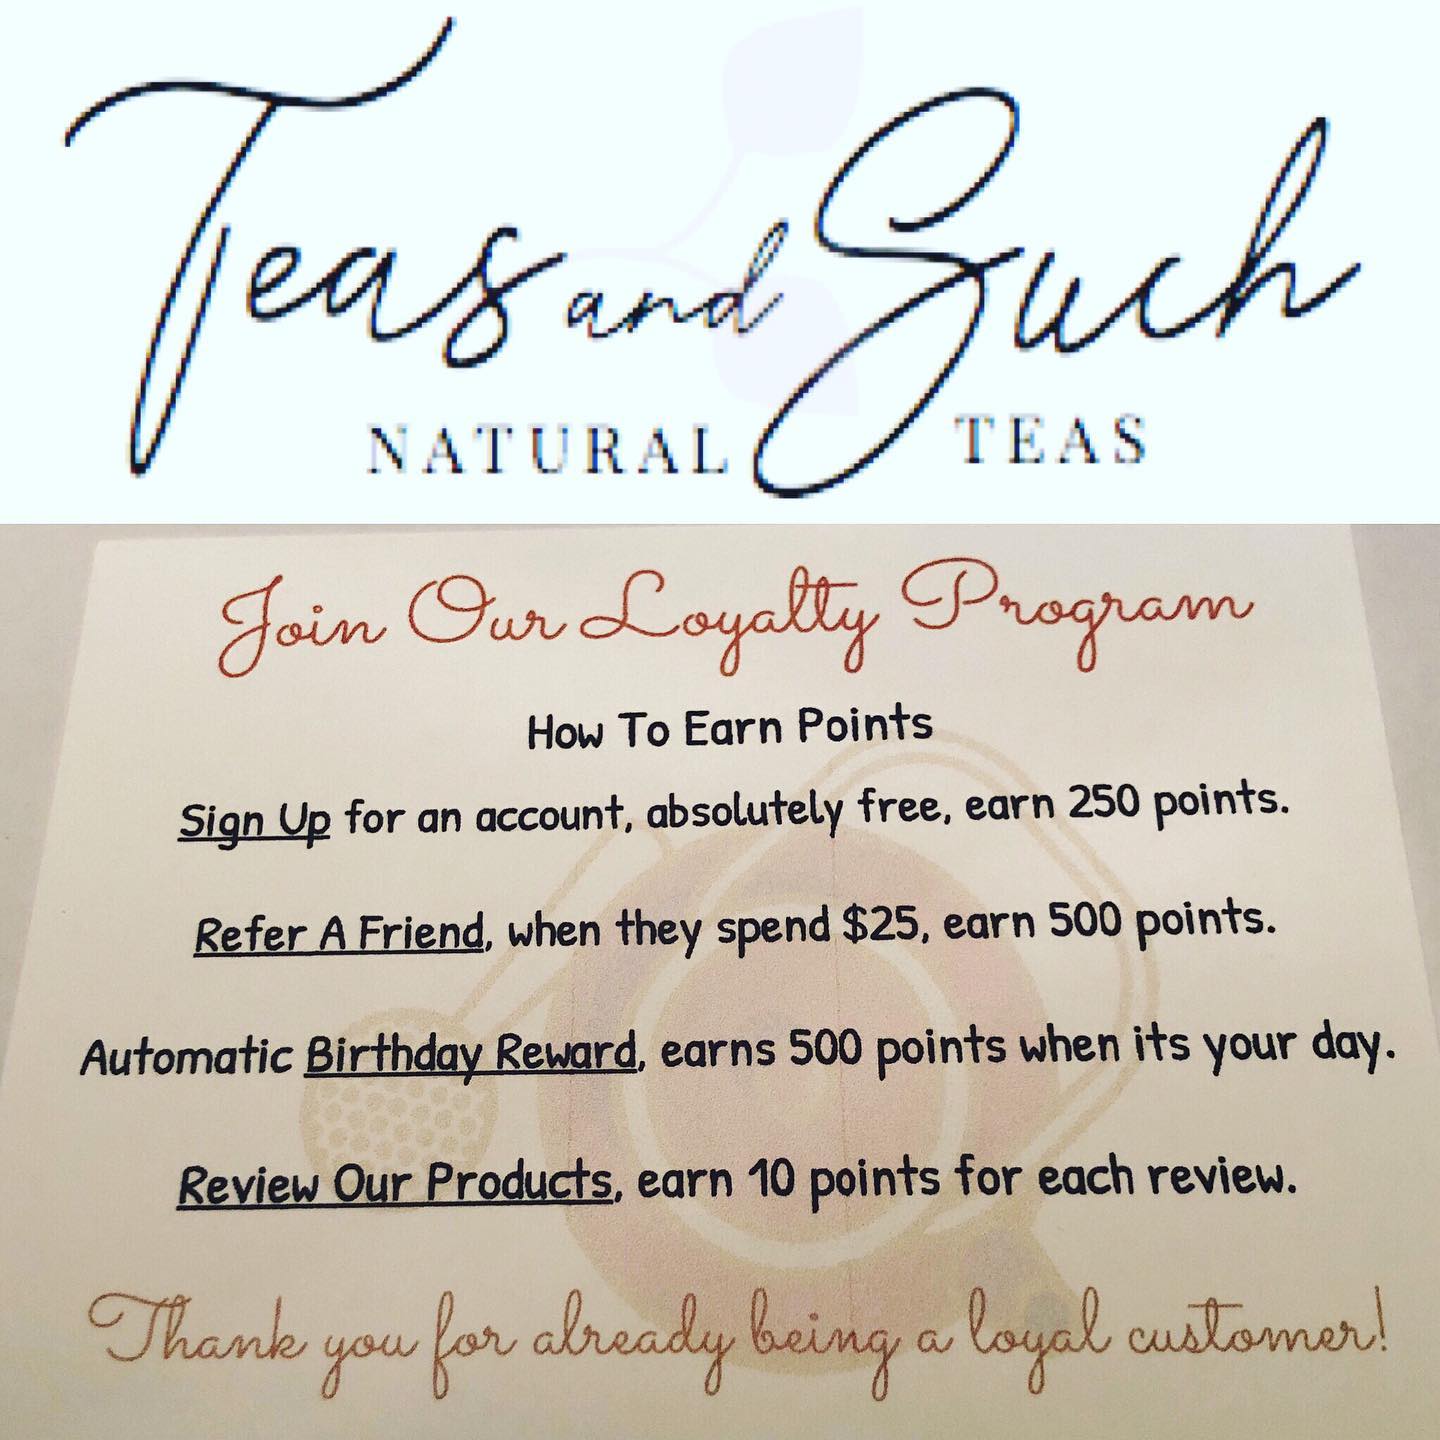 Teas and Such
NATURAL TEAS
Join Our Loyalty Program
How To Earn Points
Sign Up for an account, absolutely free, earn 250 points.
Refer A Friend, when they spend $25, earn 500 points.
Automatic Birthday Reward, earns 500 points when its your day.
Review Our Products, earn 10 points for each review.
Thank you for already being a loyal customer!